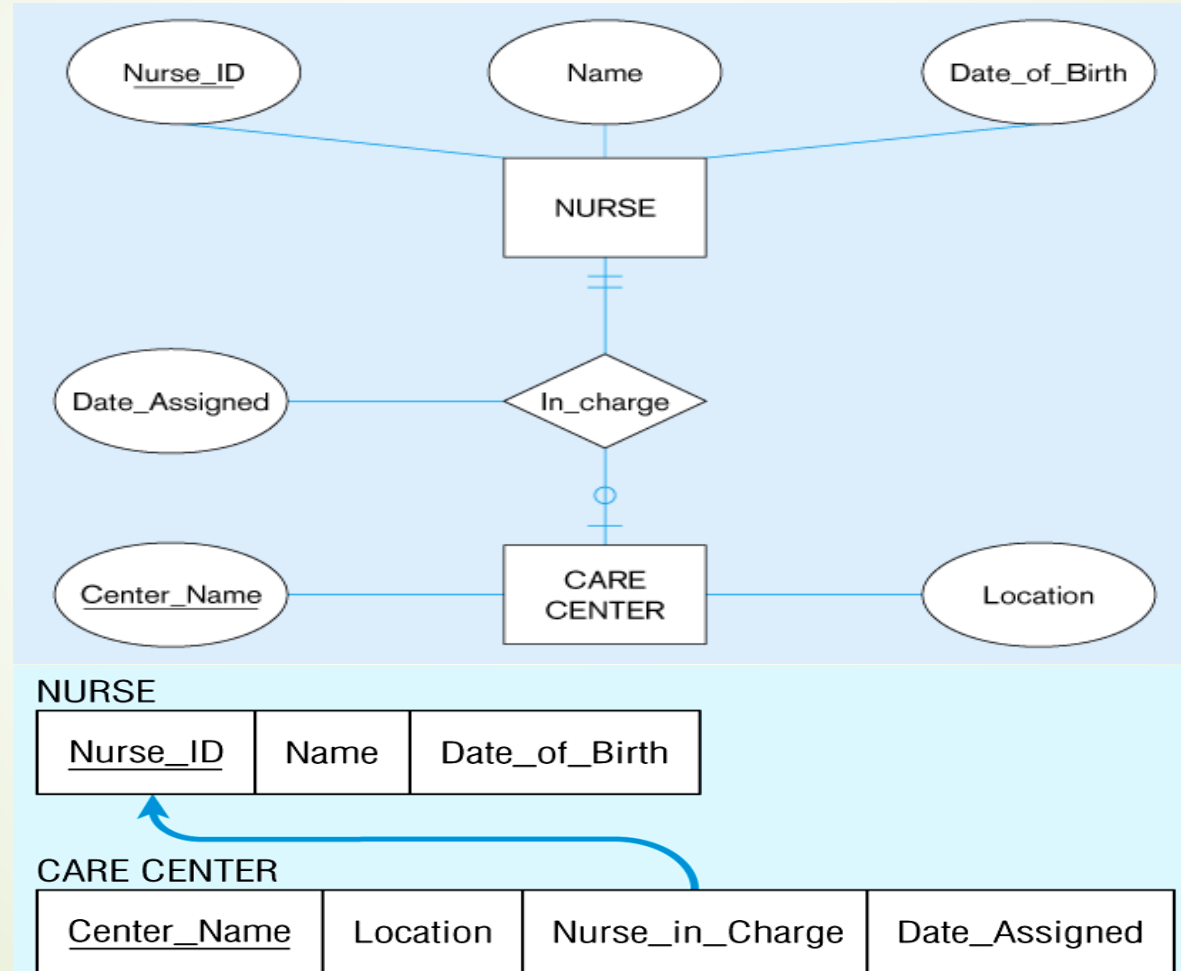 Nurse_ID
Name
Date_of_Birth
NURSE
Date_Assigned
In_charge
Center_Name
CARE
CENTER
Location
NURSE
Nurse_ID Name Date_of_Birth
CARE CENTER
Center_Name Location Nurse_in_Charge Date_Assigned